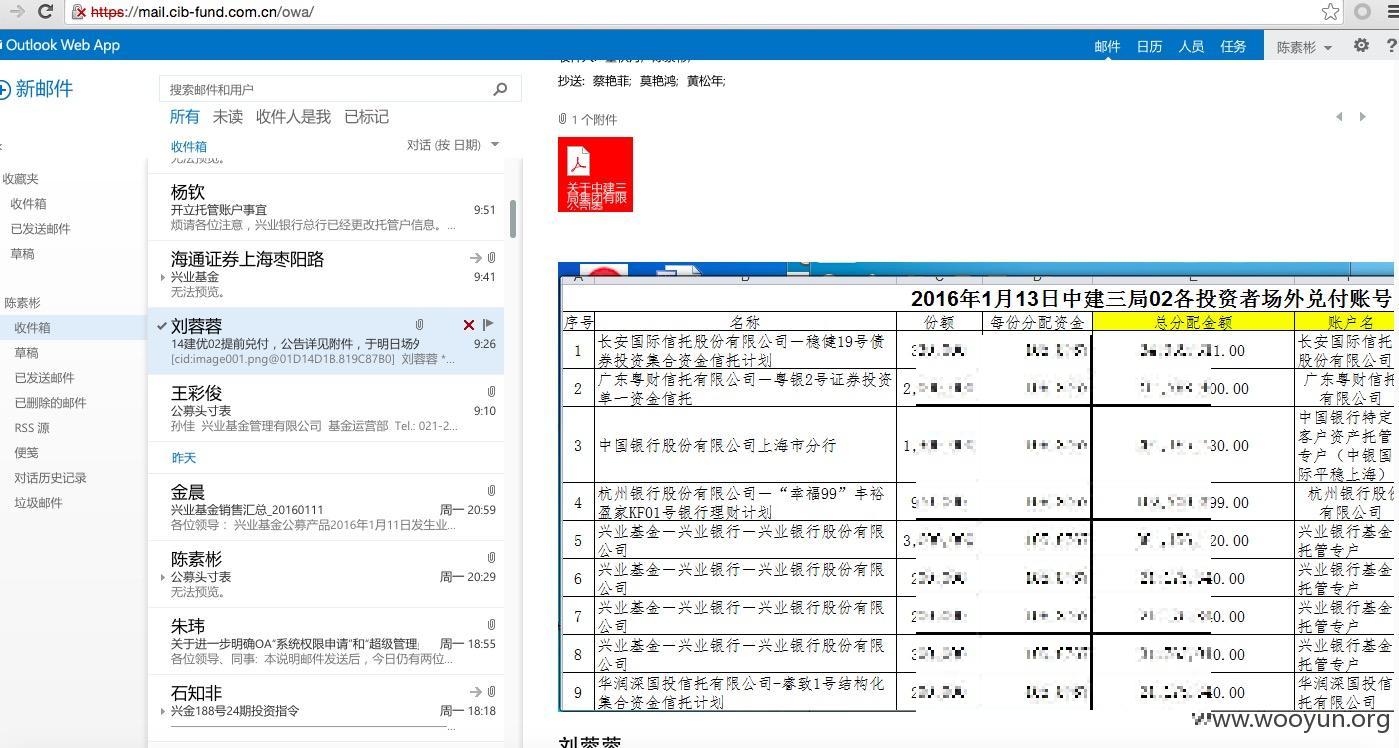 https://mail.cib-fund.com.cn/owa/
Outlook Web App
邮件 日历 人员 任务 陈素彬
新邮件
搜索邮件和用户
所有 未读 收件人是我 已标记
收件箱 对话 (按 日期)
无法预览。
收藏夹
收件箱
已发送邮件
草稿
陈素彬
收件箱
草稿
已发送邮件
已删除的邮件
RSS 源
便笺
对话历史记录
垃圾邮件
杨钦
开立托管账户事宜 9:51
烦请各位注意，兴业银行总行已经更改托管户信息。...
海通证券上海枣阳路
兴业基金 9:41
无法预览。
刘蓉蓉
14建优02提前兑付，公告详见附件，于明日场外 9:26
[cid:image001.png@01D14D1B.819C87B0] 刘蓉蓉 *...
王彩俊
公募头寸表 9:10
孙佳 兴业基金管理有限公司 基金运营部 Tel.: 021-2...
昨天
金晨
兴业基金销售汇总_20160111 周一 20:59
各位领导： 兴业基金公募产品2016年1月11日发生业...
陈素彬
公募头寸表 周一 20:29
无法预览。
朱玮
关于进一步明确OA“系统权限申请”和“超级管理 周一 18:55
各位领导、同事: 本说明邮件发送后，今日仍有两位...
石知非
兴金188号24期投资指令 周一 18:18
...
抄送: 蔡艳菲; 莫艳鸿; 黄松年;
1 个附件
关于中建三
局集团有限
公司
2016年1月13日中建三局02各投资者场外兑付账号
序号 名称 份额 每份分配资金 总分配金额 账户名
1 长安国际信托股份有限公司—稳健19号债券投资集合资金信托计划 1.00 长安国际信托股份有限公司
2 广东粤财信托有限公司—粤银2号证券投资单一资金信托 2, 00.00 广东粤财信托有限公司
3 中国银行股份有限公司上海市分行 1, 30.00 中国银行特定客户资产托管专户（中银国际平稳上海）
4 杭州银行股份有限公司—“幸福99”丰裕盈家KF01号银行理财计划 9 99.00 杭州银行股份有限公司
5 兴业基金—兴业银行—兴业银行股份有限公司 3, 20.00 兴业银行基金托管专户
6 兴业基金—兴业银行—兴业银行股份有限公司 2 0.00 兴业银行基金托管专户
7 兴业基金—兴业银行—兴业银行股份有限公司 2 0.00 兴业银行基金托管专户
8 兴业基金—兴业银行—兴业银行股份有限公司 3 0.00 兴业银行基金托管专户
9 华润深国投信托有限公司-睿致1号结构化集合资金信托计划 2 0.00 华润深国投信托有限公司
刘蓉蓉
www.wooyun.org